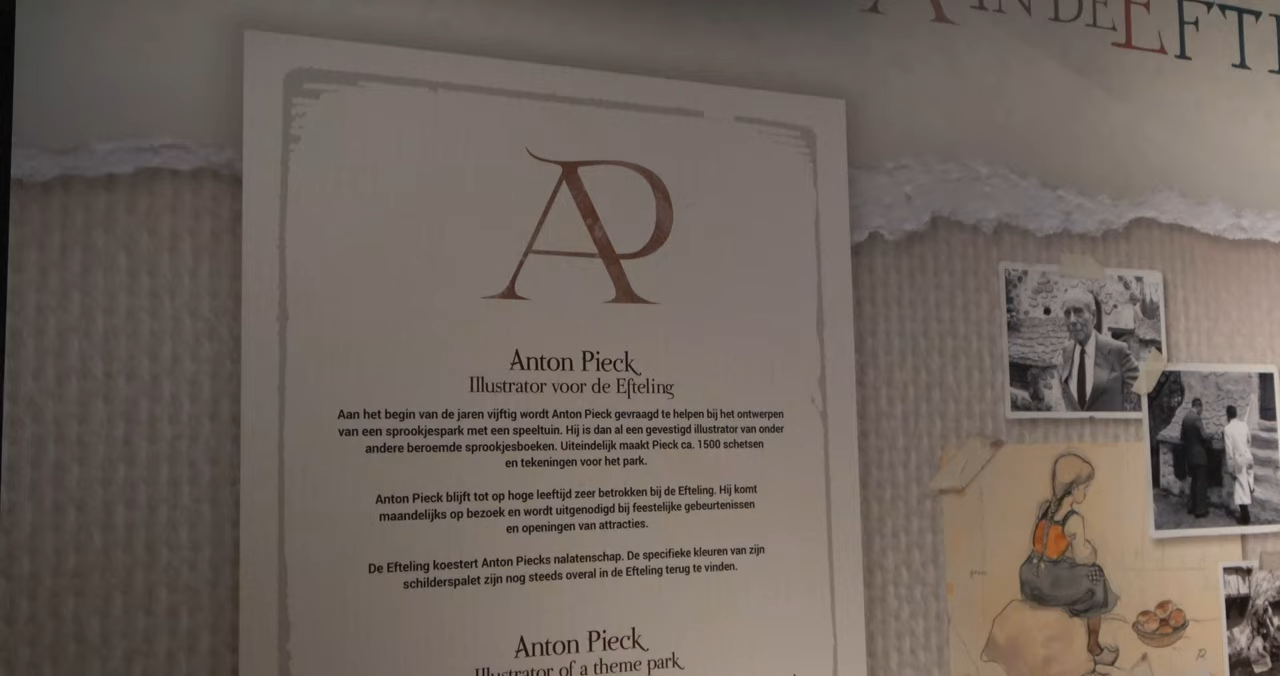 IN DE EFT
AP
Anton Pieck
Illustrator voor de Efteling
Aan het begin van de jaren vijftig wordt Anton Pieck gevraagd te helpen bij het ontwerpen
van een sprookjespark met een speeltuin. Hij is dan al een gevestigd illustrator van onder
andere beroemde sprookjesboeken. Uiteindelijk maakt Pieck ca. 1500 schetsen
en tekeningen voor het park.
Anton Pieck blijft tot op hoge leeftijd zeer betrokken bij de Efteling. Hij komt
maandelijks op bezoek en wordt uitgenodigd bij feestelijke gebeurtenissen
en openingen van attracties.
De Efteling koestert Anton Piecks nalatenschap. De specifieke kleuren van zijn
schilderspalet zijn nog steeds overal in de Efteling terug te vinden.
Anton Pieck
Illustrator of a theme park